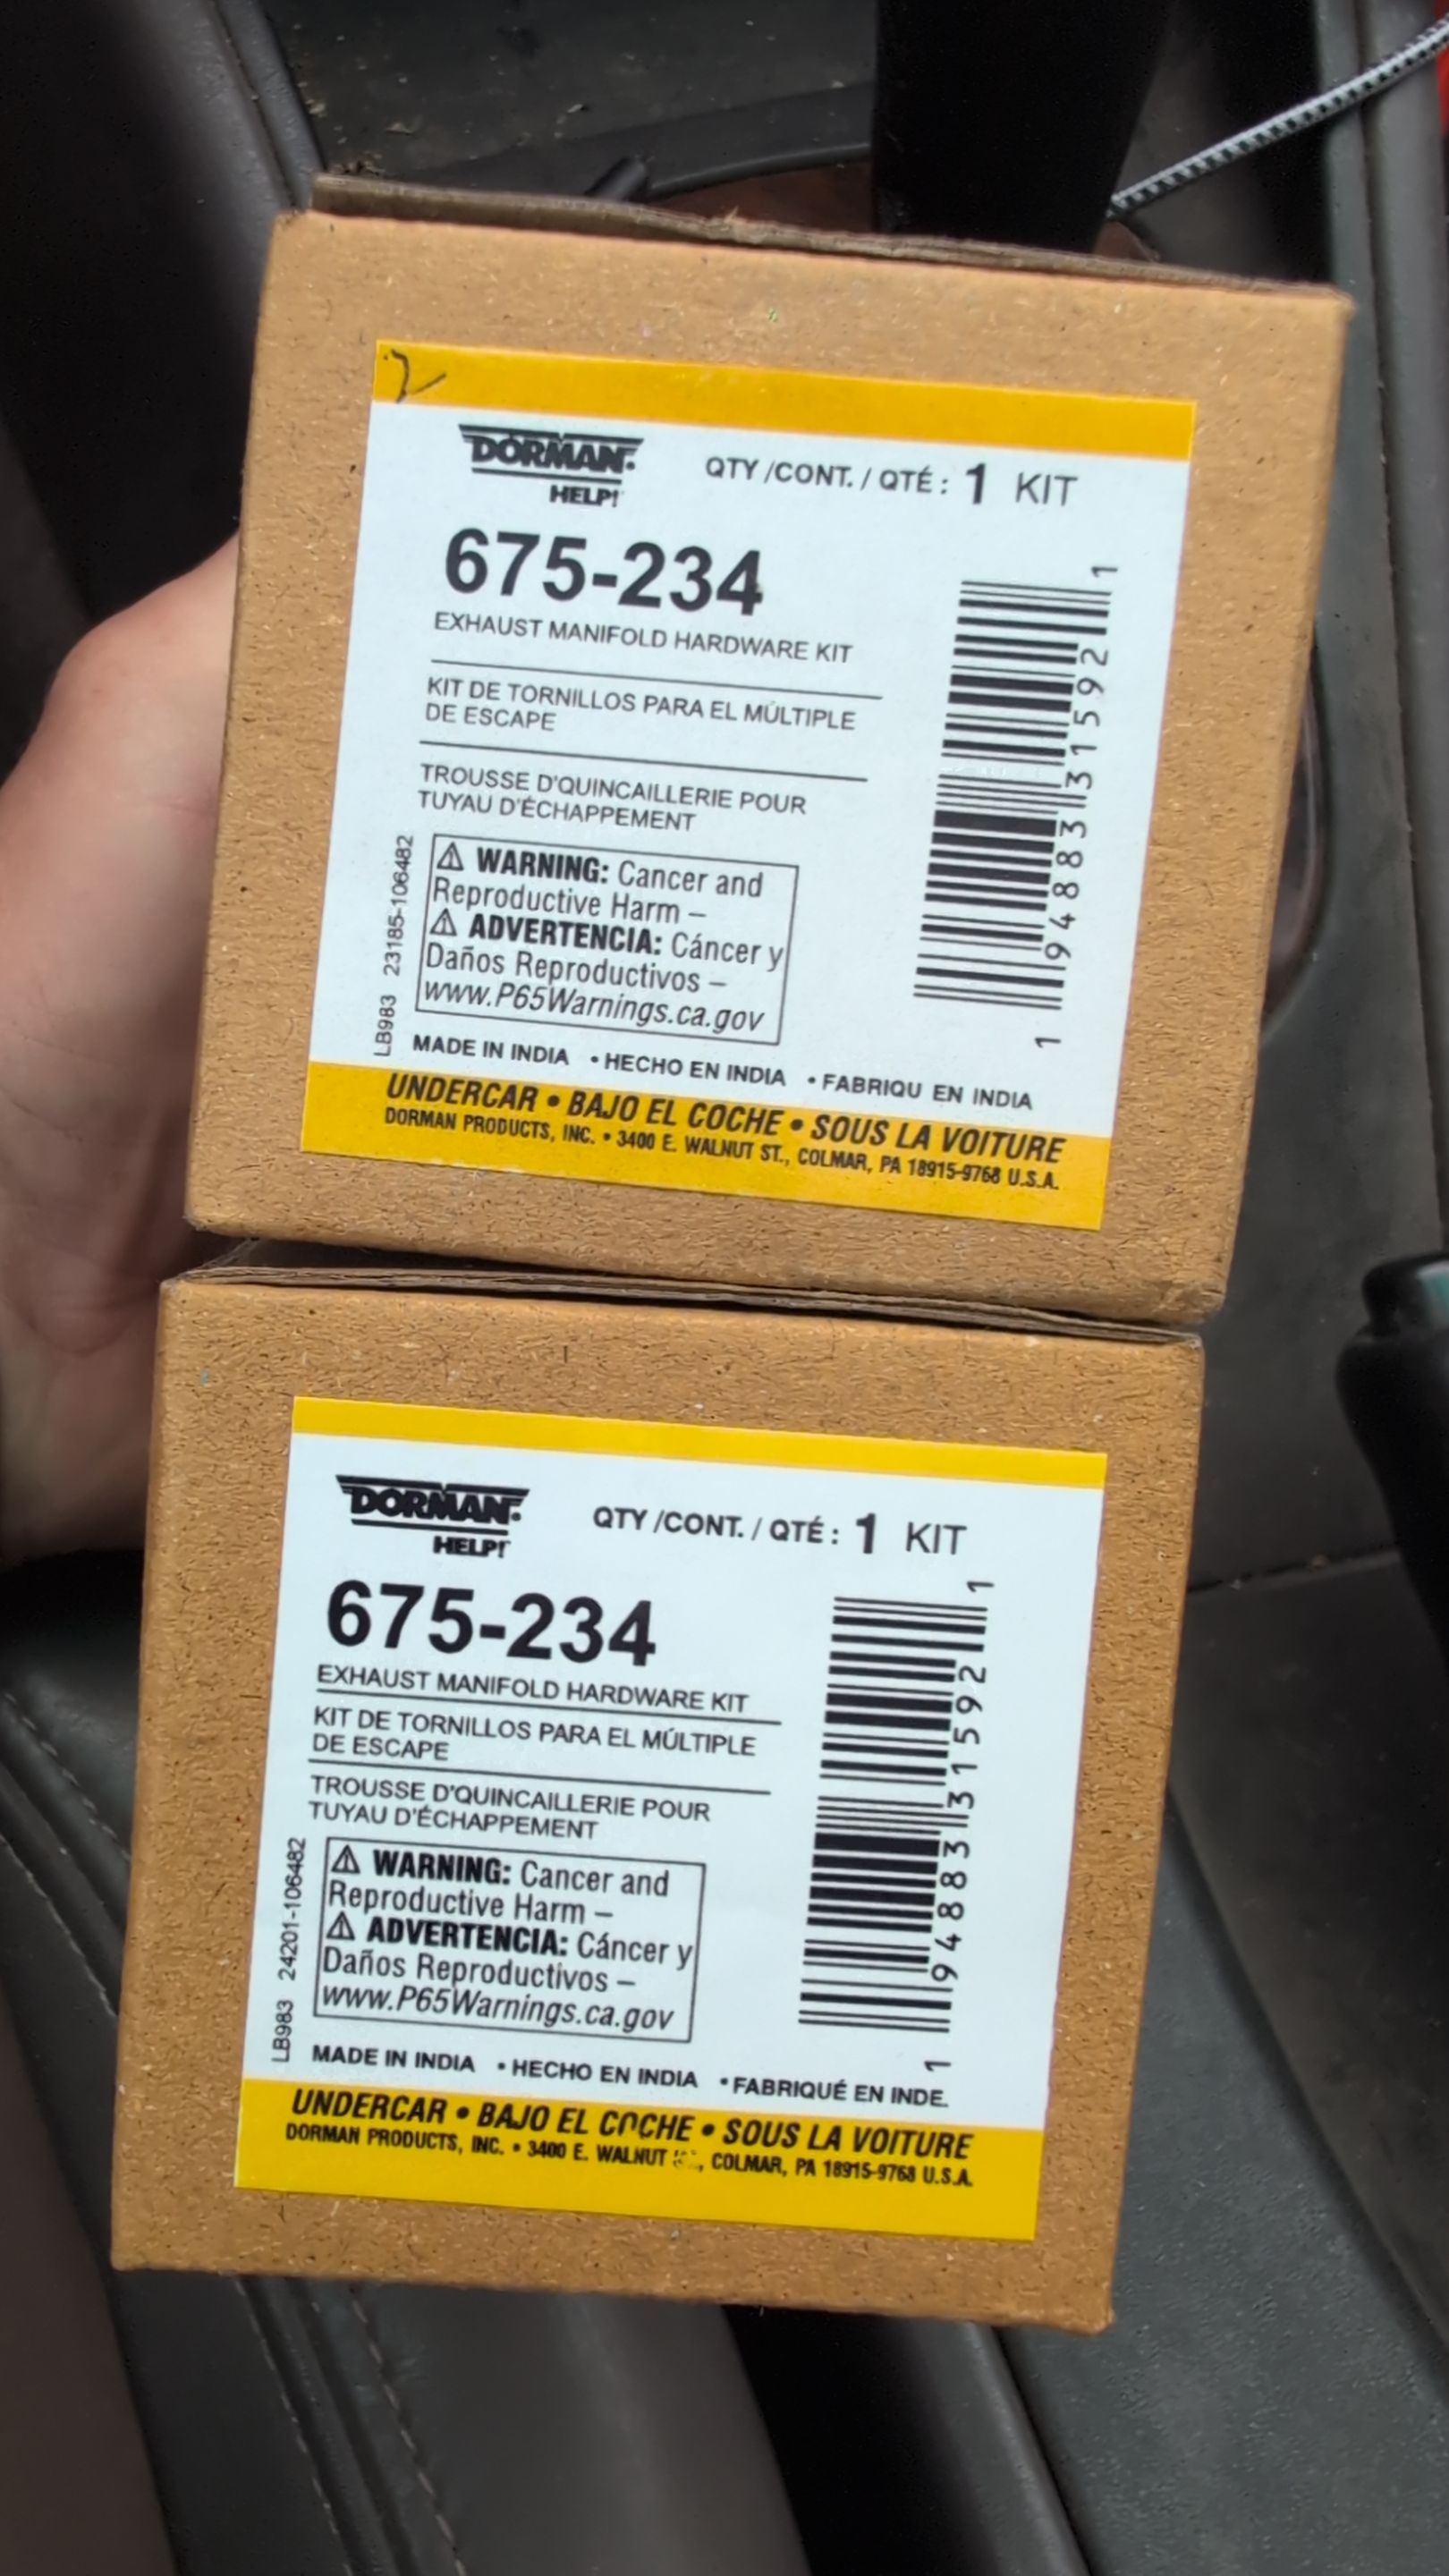 2
DORMAN
HELP!
QTY /CONT. / QTÉ : 1 KIT
675-234
EXHAUST MANIFOLD HARDWARE KIT
KIT DE TORNILLOS PARA EL MÚLTIPLE
DE ESCAPE
TROUSSE D'QUINCAILLERIE POUR
TUYAU D'ÉCHAPPEMENT
⚠ WARNING: Cancer and
Reproductive Harm –
⚠ ADVERTENCIA: Cáncer y
Daños Reproductivos –
www.P65Warnings.ca.gov
LB983 23185-106482
1 94883 31592 1
MADE IN INDIA • HECHO EN INDIA • FABRIQU EN INDIA
UNDERCAR • BAJO EL COCHE • SOUS LA VOITURE
DORMAN PRODUCTS, INC. • 3400 E. WALNUT ST., COLMAR, PA 18915-9768 U.S.A.
DORMAN
HELP!
QTY /CONT. / QTÉ : 1 KIT
675-234
EXHAUST MANIFOLD HARDWARE KIT
KIT DE TORNILLOS PARA EL MÚLTIPLE
DE ESCAPE
TROUSSE D'QUINCAILLERIE POUR
TUYAU D'ÉCHAPPEMENT
⚠ WARNING: Cancer and
Reproductive Harm –
⚠ ADVERTENCIA: Cáncer y
Daños Reproductivos –
www.P65Warnings.ca.gov
LB983 24201-106482
1 94883 31592 1
MADE IN INDIA • HECHO EN INDIA • FABRIQUÉ EN INDE.
UNDERCAR • BAJO EL COCHE • SOUS LA VOITURE
DORMAN PRODUCTS, INC. • 3400 E. WALNUT , COLMAR, PA 18915-9768 U.S.A.